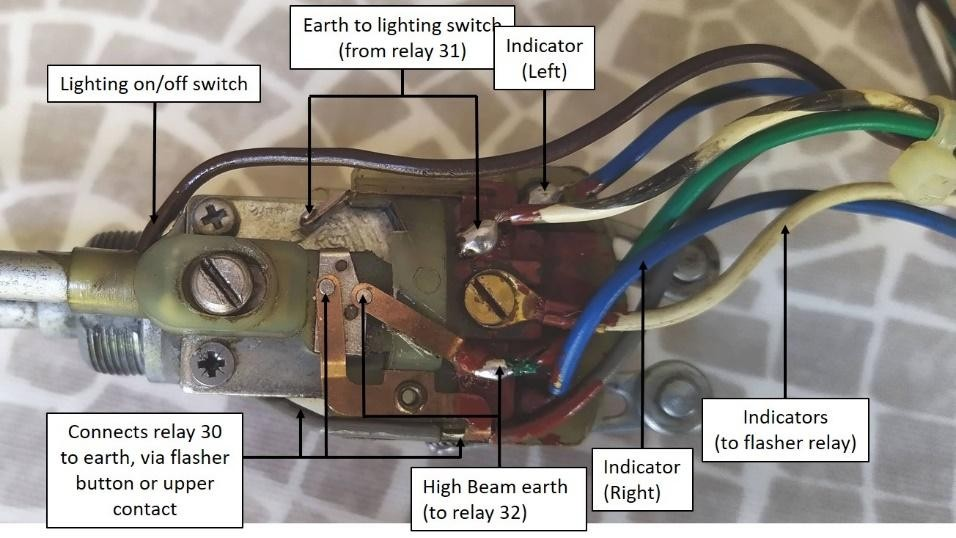 Earth to lighting switch
(from relay 31)
Indicator
(Left)
Lighting on/off switch
Connects relay 30
to earth, via flasher
button or upper
contact
High Beam earth
(to relay 32)
Indicator
(Right)
Indicators
(to flasher relay)